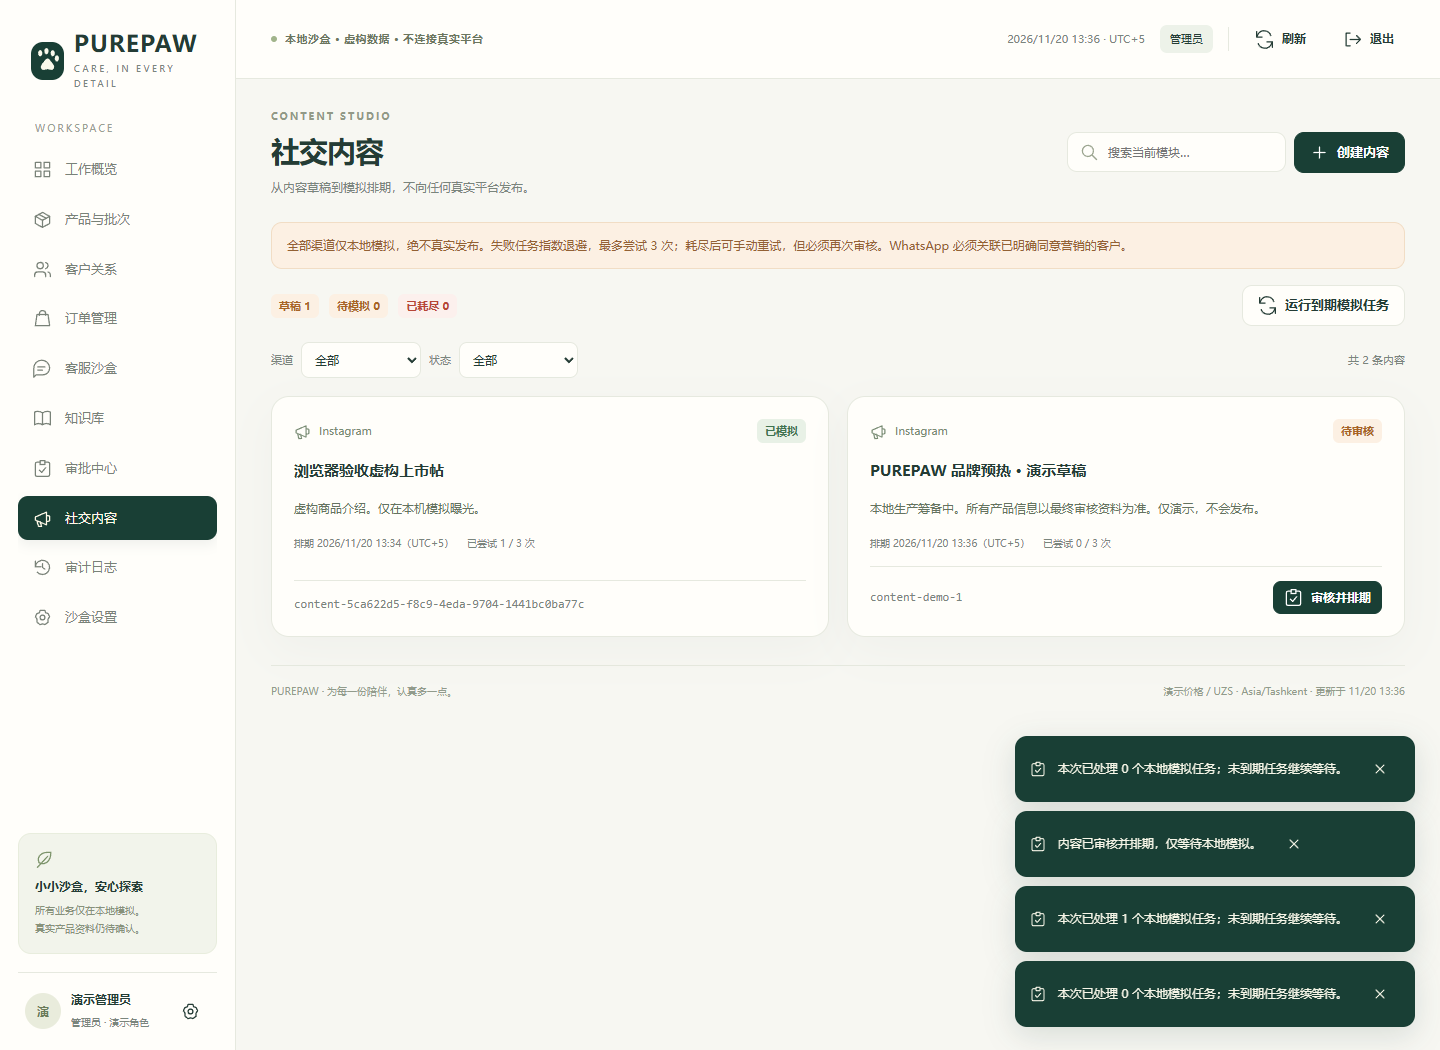 PUREPAW
CARE, IN EVERY
DETAIL
WORKSPACE
工作概览
产品与批次
客户关系
订单管理
客服沙盒
知识库
审批中心
社交内容
审计日志
沙盒设置
小小沙盒，安心探索
所有业务仅在本地模拟。
真实产品资料仍待确认。
演
演示管理员
管理员 · 演示角色
本地沙盒 • 虚构数据 • 不连接真实平台
2026/11/20 13:36 · UTC+5
管理员
刷新
退出
CONTENT STUDIO
社交内容
从内容草稿到模拟排期，不向任何真实平台发布。
搜索当前模块...
创建内容
全部渠道仅本地模拟，绝不真实发布。失败任务指数退避，最多尝试 3 次；耗尽后可手动重试，但必须再次审核。WhatsApp 必须关联已明确同意营销的客户。
草稿 1
待模拟 0
已耗尽 0
运行到期模拟任务
渠道
全部
状态
全部
共 2 条内容
Instagram
已模拟
浏览器验收虚构上市帖
虚构商品介绍。仅在本机模拟曝光。
排期 2026/11/20 13:34（UTC+5） 已尝试 1 / 3 次
content-5ca622d5-f8c9-4eda-9704-1441bc0ba77c
Instagram
待审核
PUREPAW 品牌预热 • 演示草稿
本地生产筹备中。所有产品信息以最终审核资料为准。仅演示，不会发布。
排期 2026/11/20 13:36（UTC+5） 已尝试 0 / 3 次
content-demo-1
审核并排期
PUREPAW · 为每一份陪伴，认真多一点。
演示价格 / UZS · Asia/Tashkent · 更新于 11/20 13:36
本次已处理 0 个本地模拟任务；未到期任务继续等待。
内容已审核并排期，仅等待本地模拟。
本次已处理 1 个本地模拟任务；未到期任务继续等待。
本次已处理 0 个本地模拟任务；未到期任务继续等待。